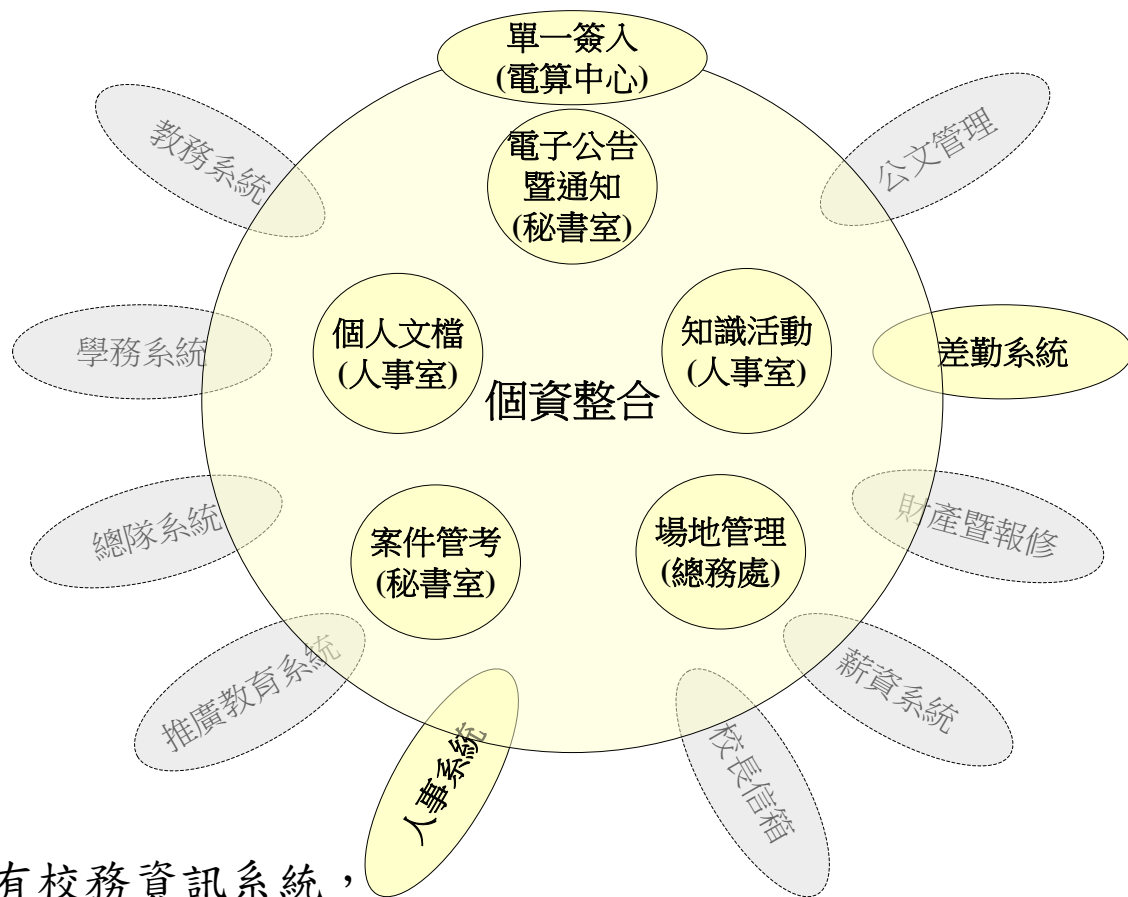 單一簽入
(電算中心)
電子公告
暨通知
(秘書室)
教務系統
公文管理
個人文檔
(人事室)
知識活動
(人事室)
學務系統
差勤系統
個資整合
總隊系統
案件管考
(秘書室)
場地管理
(總務處)
財產暨報修
推廣教育系統
人事系統
校長信箱
薪資系統
有校務資訊系統，